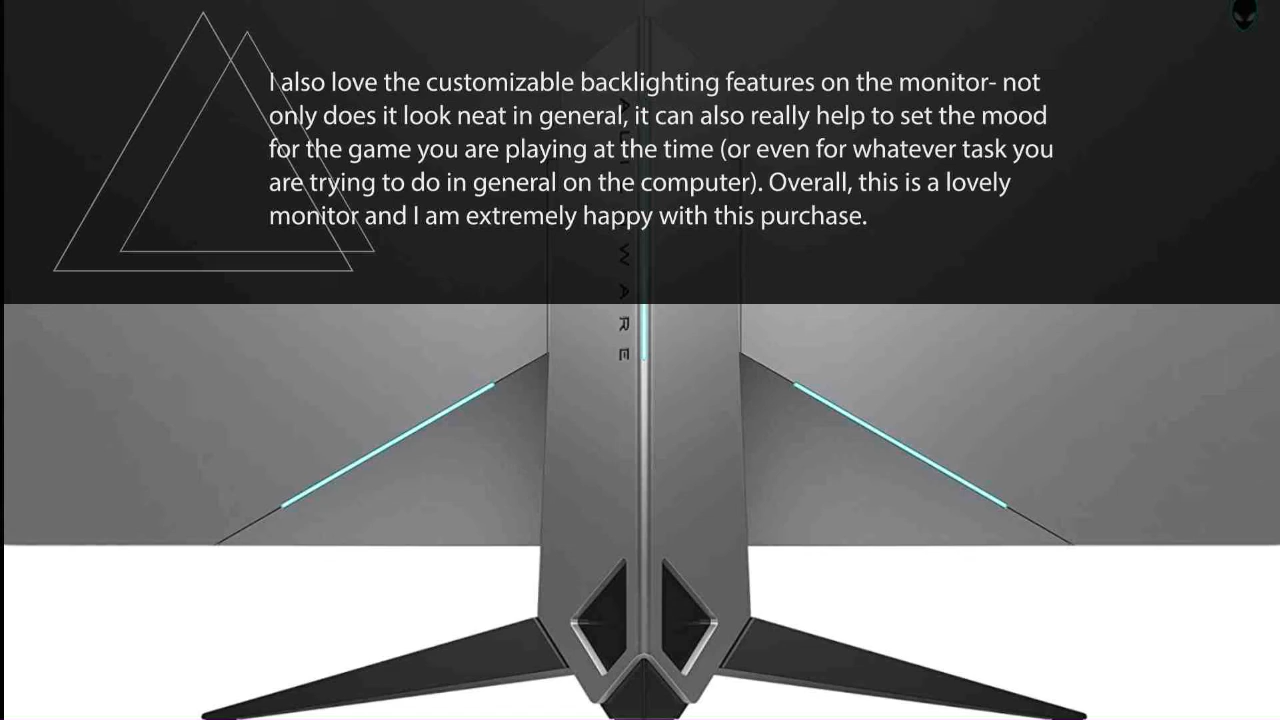 I also love the customizable backlighting features on the monitor- not
only does it look neat in general, it can also really help to set the mood
for the game you are playing at the time (or even for whatever task you
are trying to do in general on the computer). Overall, this is a lovely
monitor and I am extremely happy with this purchase.
ALIENWARE